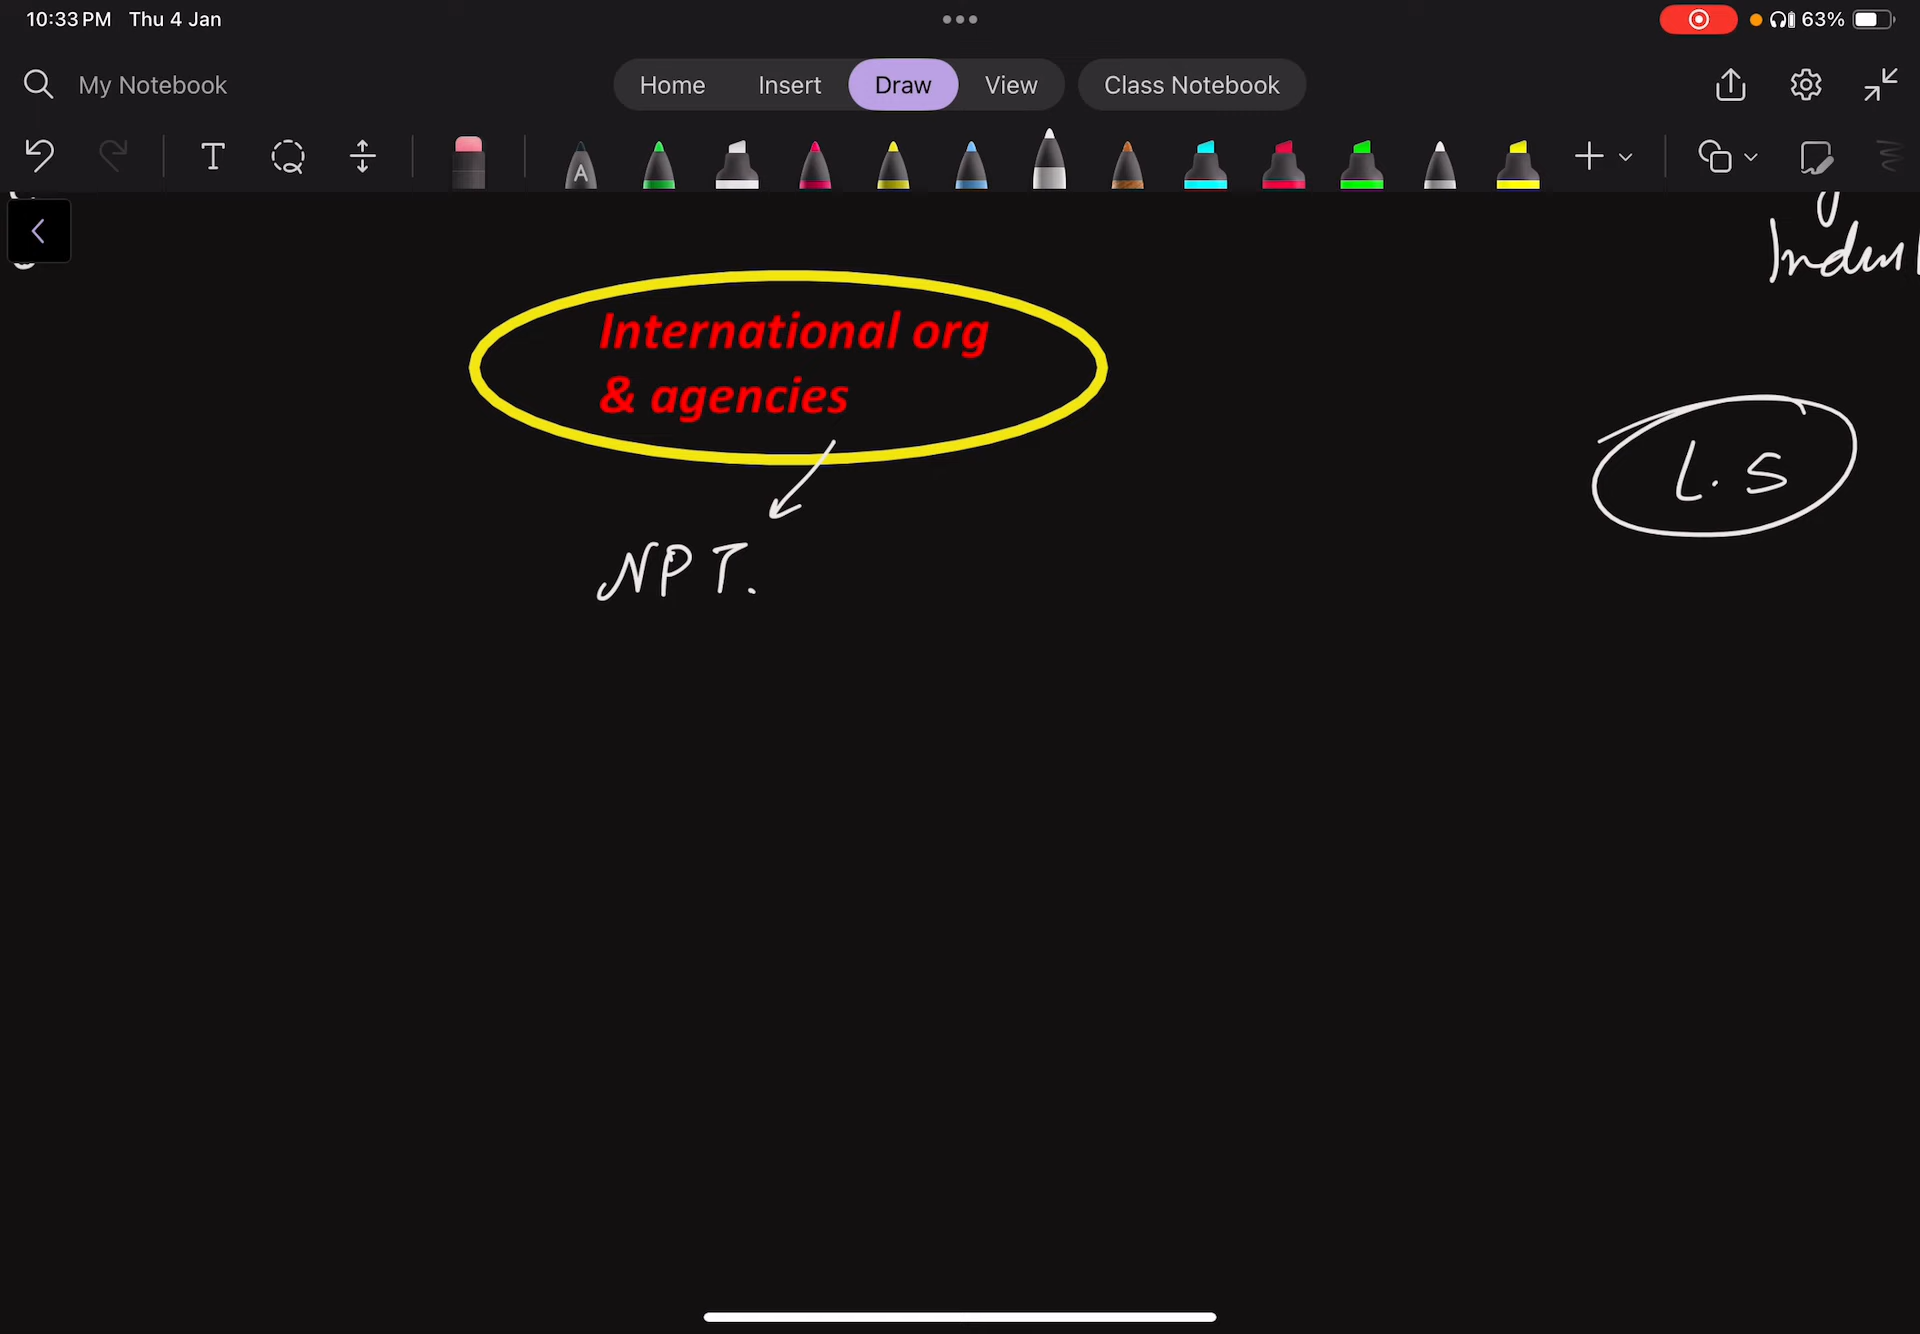 10:33 PM Thu 4 Jan
63%
My Notebook
Home Insert Draw View Class Notebook
T
A
International org
& agencies
L. S
NPT.